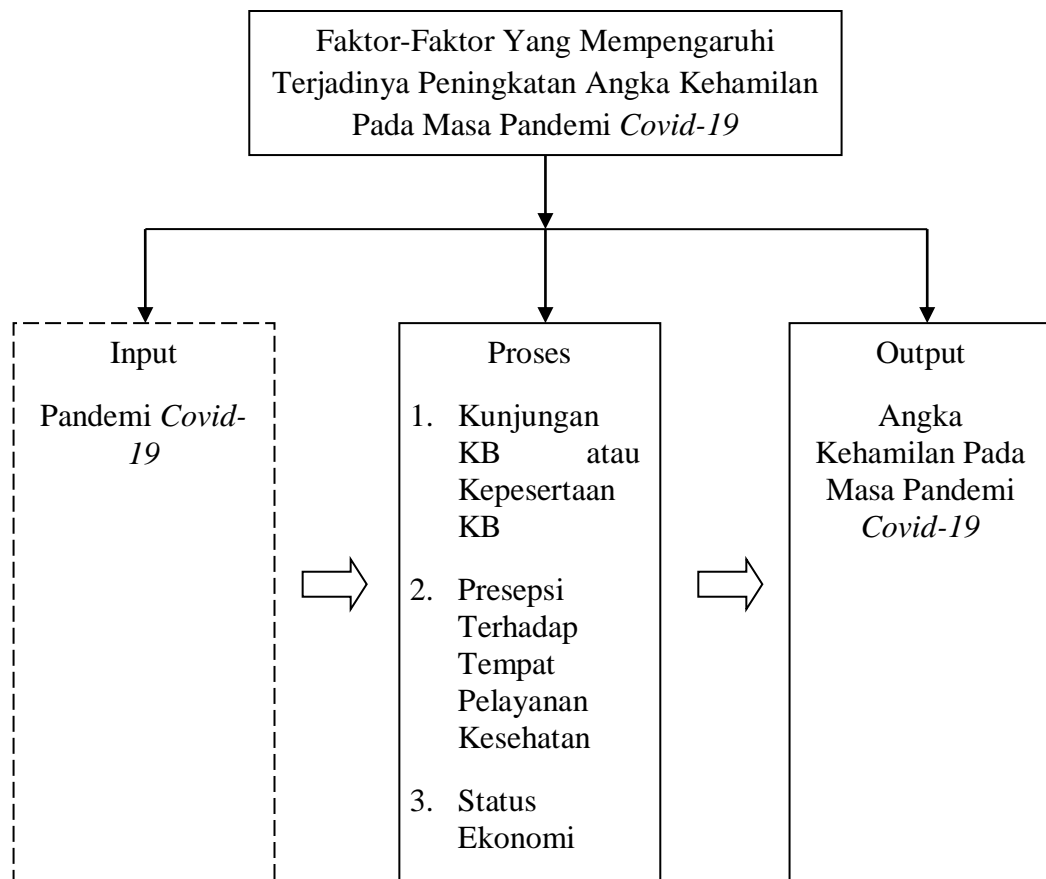 Faktor-Faktor Yang Mempengaruhi
Terjadinya Peningkatan Angka Kehamilan
Pada Masa Pandemi Covid-19
Input
Pandemi Covid-
19
Proses
1. Kunjungan
KB atau
Kepesertaan
KB
2. Presepsi
Terhadap
Tempat
Pelayanan
Kesehatan
3. Status
Ekonomi
Output
Angka
Kehamilan Pada
Masa Pandemi
Covid-19